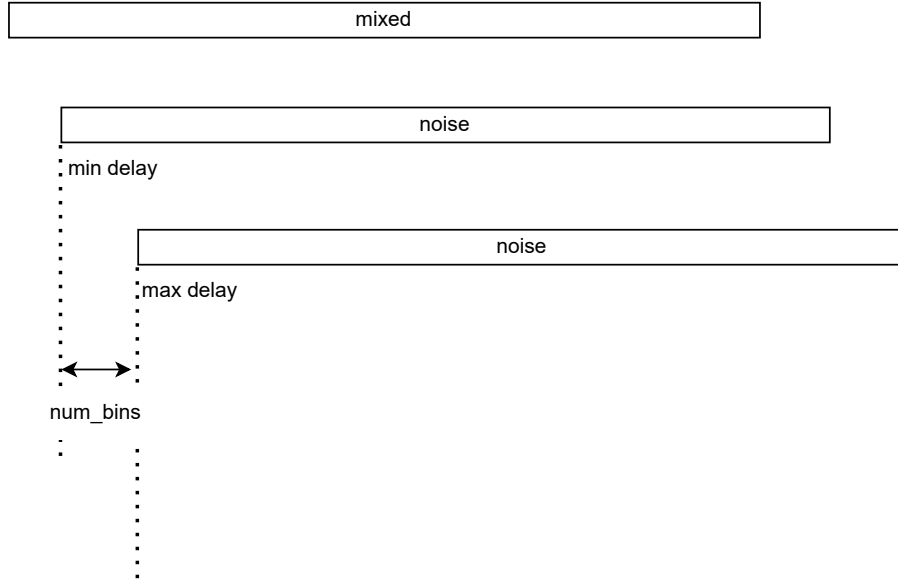 mixed
noise
min delay
noise
max delay
num_bins